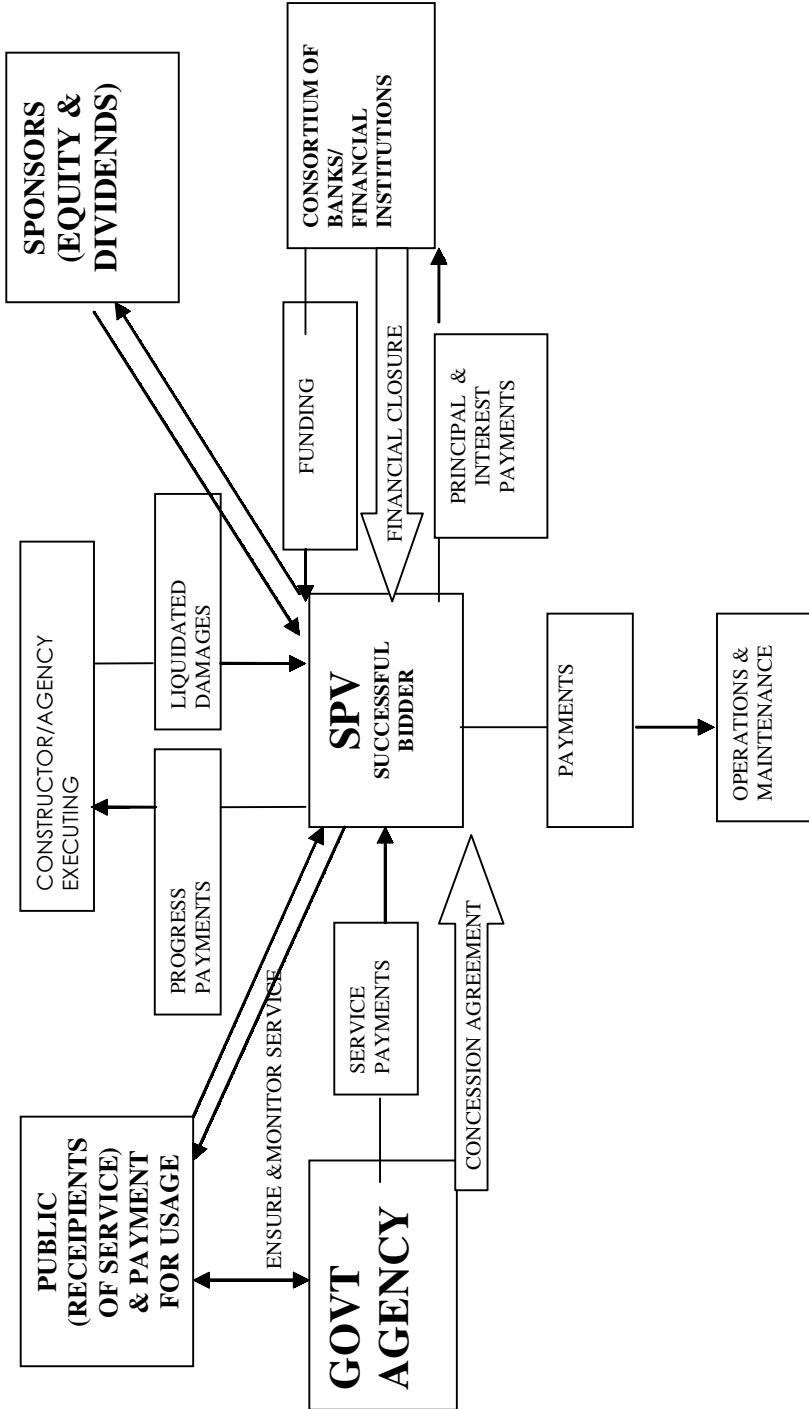 PUBLIC
(RECEIPIENTS
OF SERVICE)
& PAYMENT
FOR USAGE
CONSTRUCTOR/AGENCY
EXECUTING
SPONSORS
(EQUITY &
DIVIDENDS)
PROGRESS
PAYMENTS
LIQUIDATED
DAMAGES
ENSURE &MONITOR SERVICE
GOVT
AGENCY
SERVICE
PAYMENTS
SPV
SUCCESSFUL
BIDDER
FUNDING
FINANCIAL CLOSURE
CONSORTIUM OF
BANKS/
FINANCIAL
INSTITUTIONS
CONCESSION AGREEMENT
PRINCIPAL &
INTEREST
PAYMENTS
PAYMENTS
OPERATIONS &
MAINTENANCE